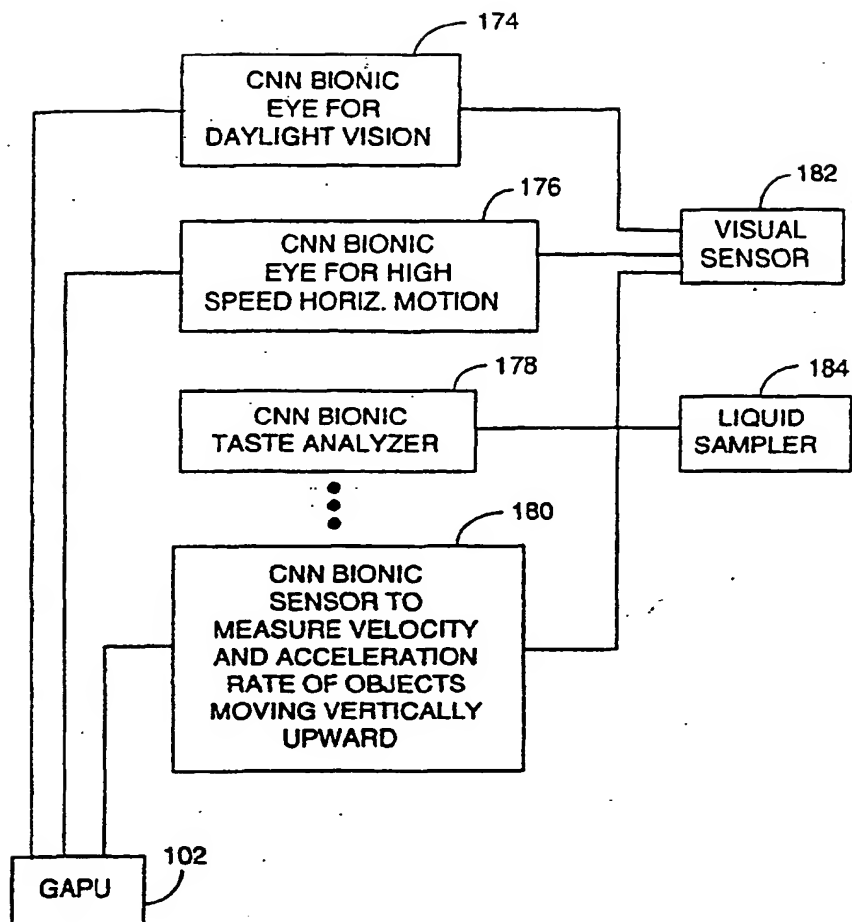 174
CNN BIONIC
EYE FOR
DAYLIGHT VISION
176
CNN BIONIC
EYE FOR HIGH
SPEED HORIZ. MOTION
182
VISUAL
SENSOR
178
CNN BIONIC
TASTE ANALYZER
184
LIQUID
SAMPLER
180
CNN BIONIC
SENSOR TO
MEASURE VELOCITY
AND ACCELERATION
RATE OF OBJECTS
MOVING VERTICALLY
UPWARD
102
GAPU